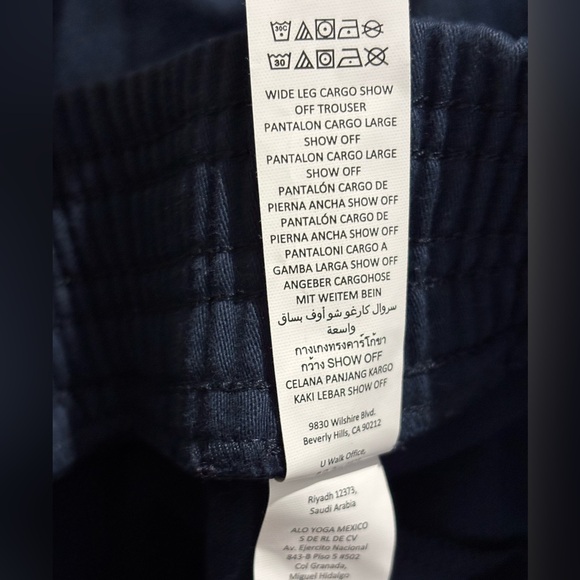 30C
30
WIDE LEG CARGO SHOW
OFF TROUSER
PANTALON CARGO LARGE
SHOW OFF
PANTALON CARGO LARGE
SHOW OFF
PANTALÓN CARGO DE
PIERNA ANCHA SHOW OFF
PANTALÓN CARGO DE
PIERNA ANCHA SHOW OFF
PANTALONI CARGO A
GAMBA LARGA SHOW OFF
ANGEBER CARGOHOSE
MIT WEITEM BEIN
سروال كارغو شو أوف بساق
واسعة
กางเกงทรงคาร์โก้ขา
กว้าง SHOW OFF
CELANA PANJANG KARGO
KAKI LEBAR SHOW OFF
9830 Wilshire Blvd.
Beverly Hills, CA 90212
U Walk Office,
Riyadh 12373,
Saudi Arabia
ALO YOGA MEXICO
S DE RL DE CV
Av. Ejercito Nacional
843-B Piso 5 #502
Col Granada,
Miguel Hidalgo